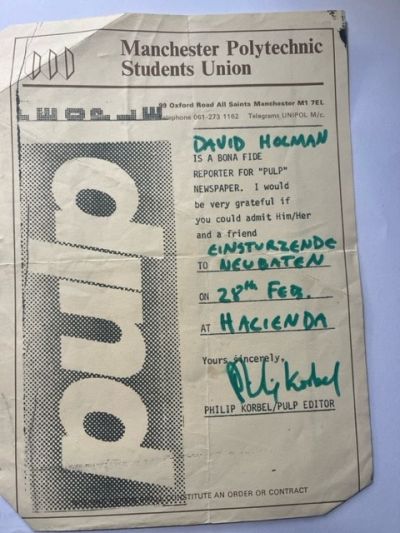 Manchester Polytechnic
Students Union
99 Oxford Road All Saints Manchester M1 7EL
Telephone 061-273 1162 Telegrams UNIPOL M/c.
DAVID HOLMAN
IS A BONA FIDE
REPORTER FOR "PULP"
NEWSPAPER. I would
be very grateful if
you could admit Him/Her
and a friend
EINSTURZENDE
TO NEUBATEN
ON 28th FEB.
AT HACIENDA
Yours sincerely,
Philip Korbel
PHILIP KORBEL/PULP EDITOR
pulp
CONSTITUTE AN ORDER OR CONTRACT